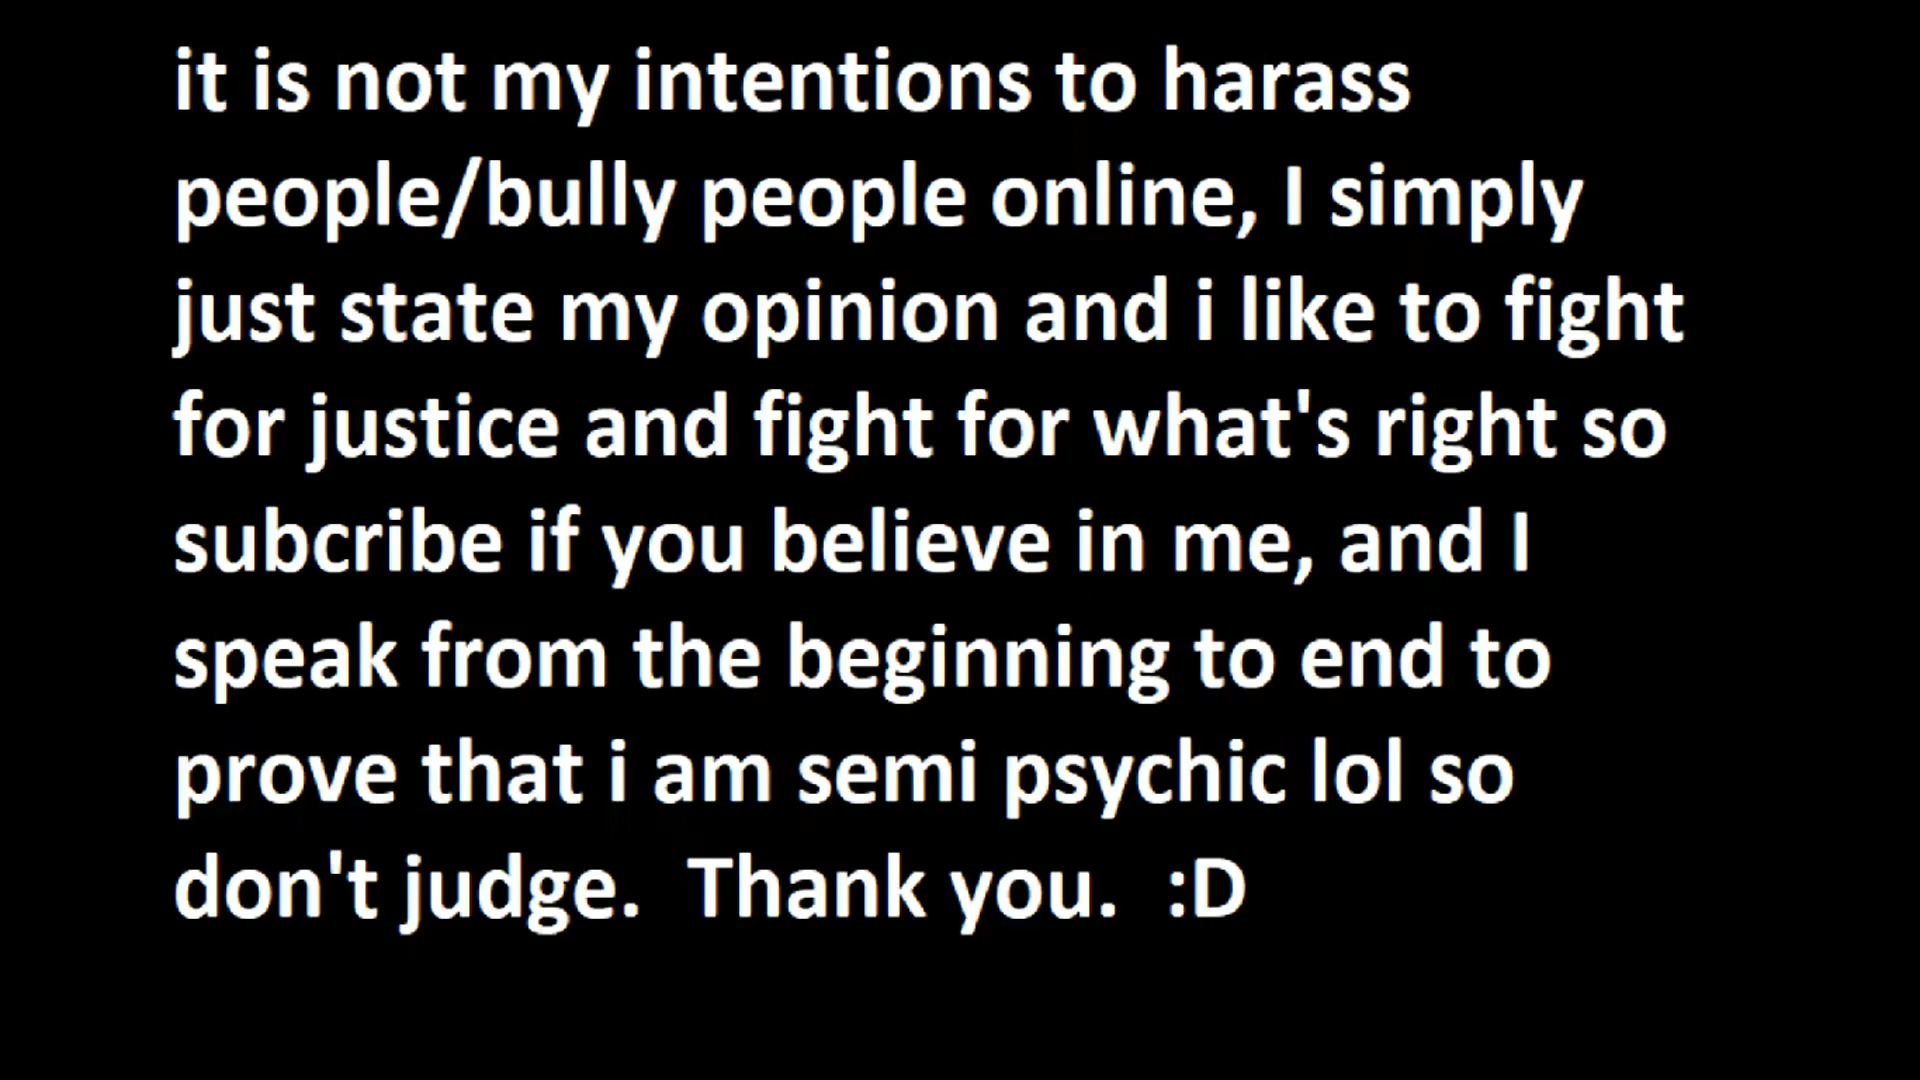 it is not my intentions to harass
people/bully people online, I simply
just state my opinion and i like to fight
for justice and fight for what's right so
subcribe if you believe in me, and I
speak from the beginning to end to
prove that i am semi psychic lol so
don't judge.  Thank you.  :D